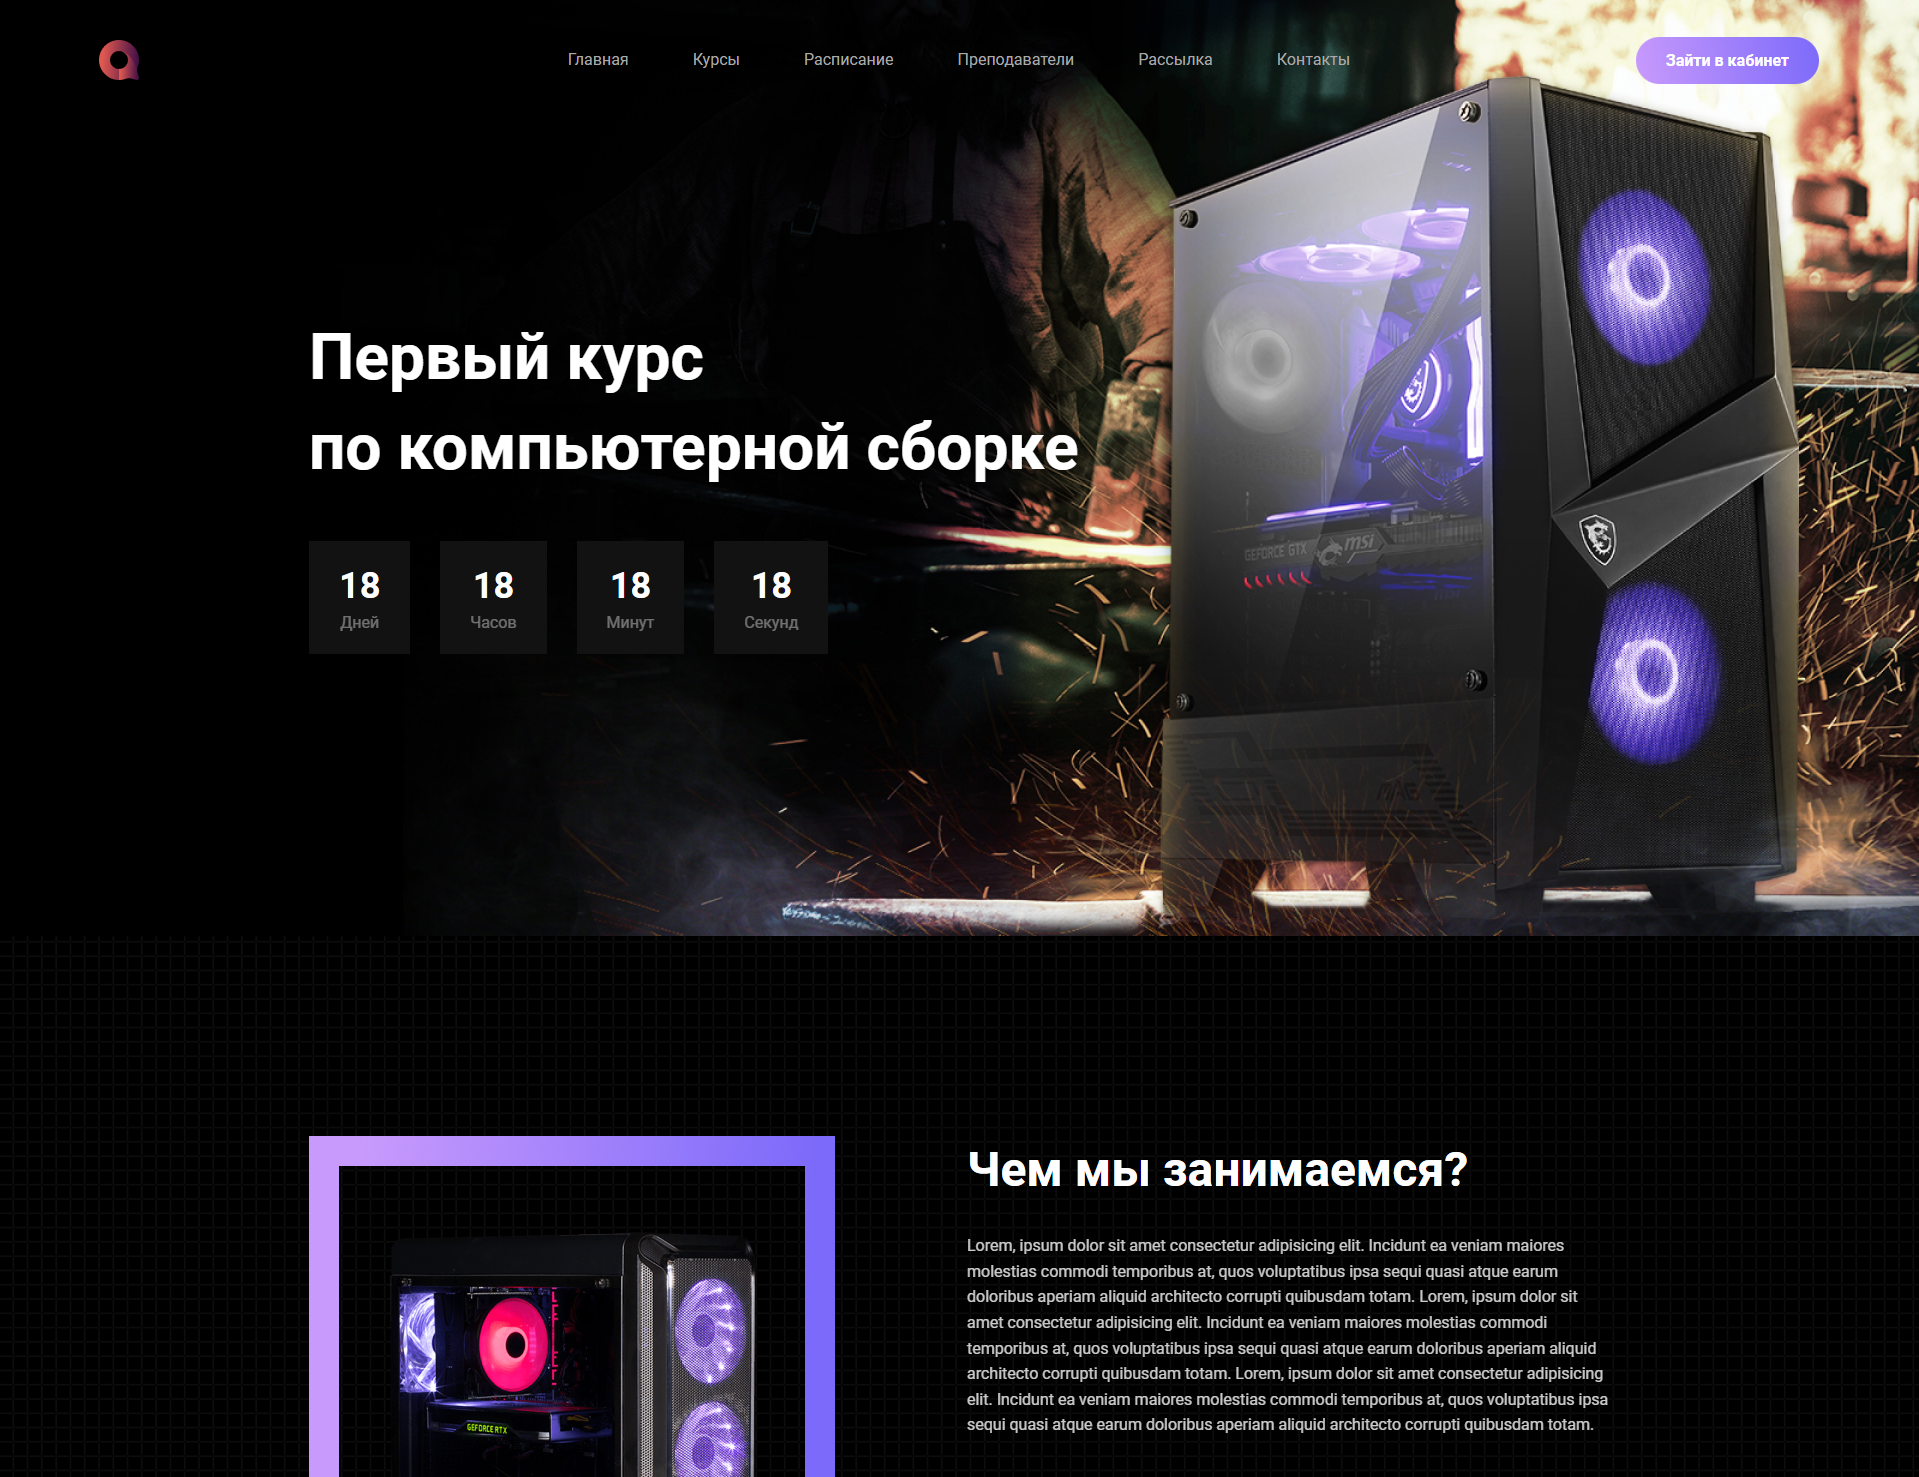 Главная Курсы Расписание Преподаватели Рассылка Контакты Зайти в кабинет
Первый курс
по компьютерной сборке
18 18 18 18
Дней Часов Минут Секунд
GEFORCE GTX msi
Чем мы занимаемся?
Lorem, ipsum dolor sit amet consectetur adipisicing elit. Incidunt ea veniam maiores
molestias commodi temporibus at, quos voluptatibus ipsa sequi quasi atque earum
doloribus aperiam aliquid architecto corrupti quibusdam totam. Lorem, ipsum dolor sit
amet consectetur adipisicing elit. Incidunt ea veniam maiores molestias commodi
temporibus at, quos voluptatibus ipsa sequi quasi atque earum doloribus aperiam aliquid
architecto corrupti quibusdam totam. Lorem, ipsum dolor sit amet consectetur adipisicing
elit. Incidunt ea veniam maiores molestias commodi temporibus at, quos voluptatibus ipsa
sequi quasi atque earum doloribus aperiam aliquid architecto corrupti quibusdam totam.
GEFORCE RTX